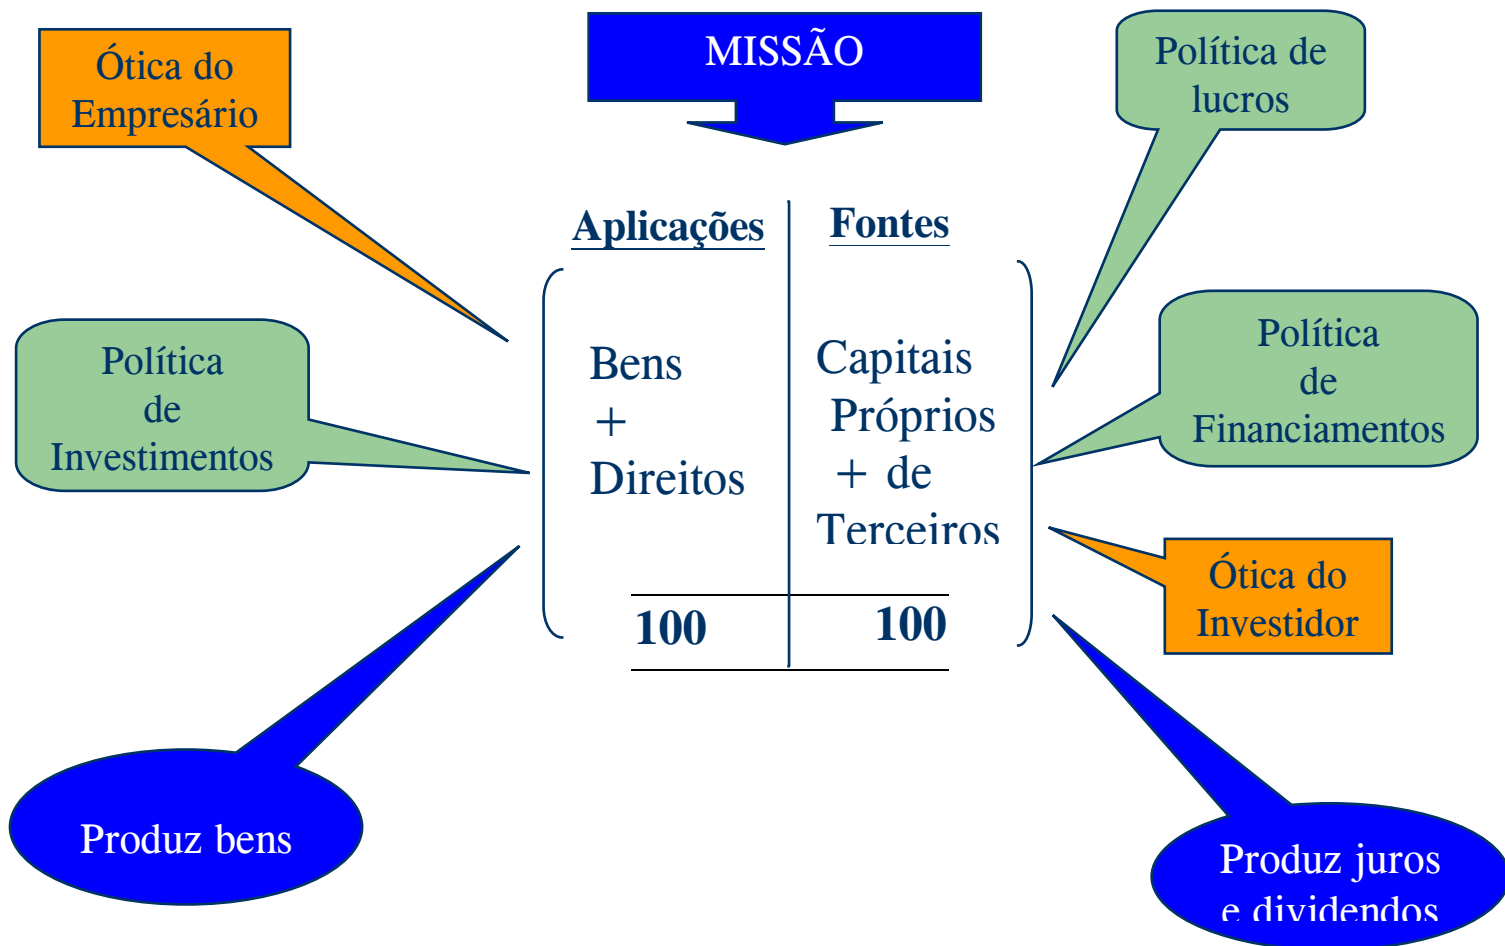 MISSÃO
Ótica do
Empresário
Política de
lucros
Aplicações
Fontes
Política
de
Investimentos
Bens
+
Direitos
Capitais
Próprios
+ de
Terceiros
Política
de
Financiamentos
Ótica do
Investidor
100
100
Produz bens
Produz juros
e dividendos